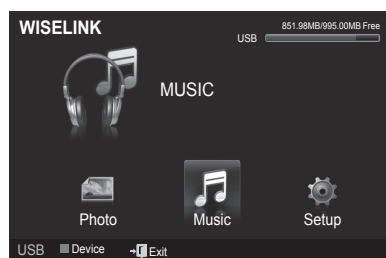 WISELINK
851.98MB/995.00MB Free
USB
MUSIC
Photo
Music
Setup
USB Device Exit